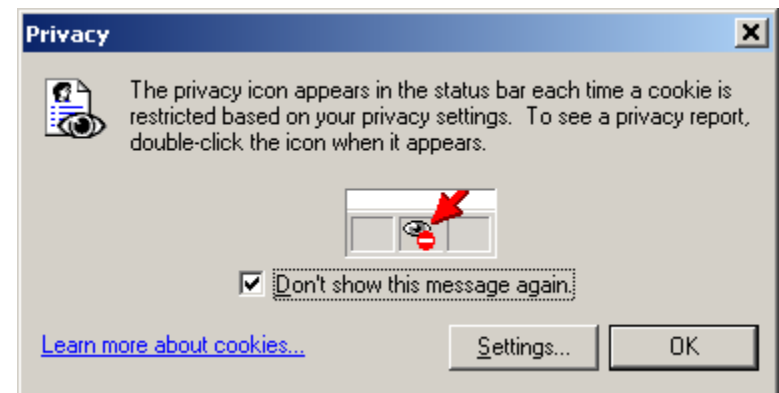 Privacy
The privacy icon appears in the status bar each time a cookie is
restricted based on your privacy settings. To see a privacy report,
double-click the icon when it appears.
Don't show this message again.
Learn more about cookies...
Settings...
OK